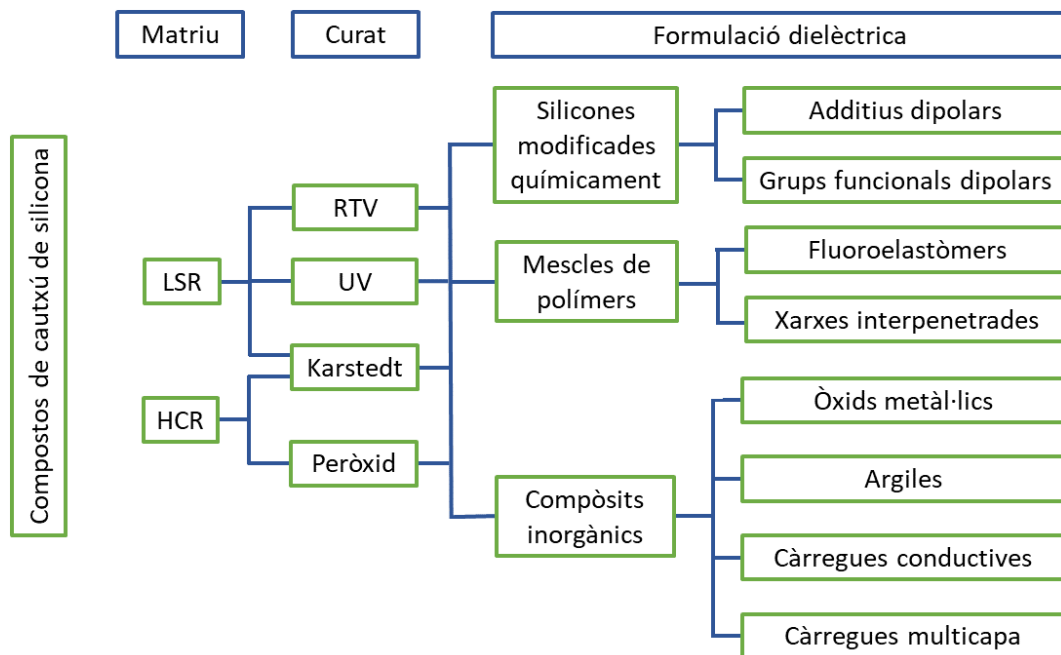 Matriu
Curat
Formulació dielèctrica
Compostos de cautxú de silicona
LSR
HCR
RTV
UV
Karstedt
Peròxid
Silicones
modificades
químicament
Additius dipolars
Grups funcionals dipolars
Mescles de
polímers
Fluoroelastòmers
Xarxes interpenetrades
Compòsits
inorgànics
Òxids metàl·lics
Argiles
Càrregues conductives
Càrregues multicapa